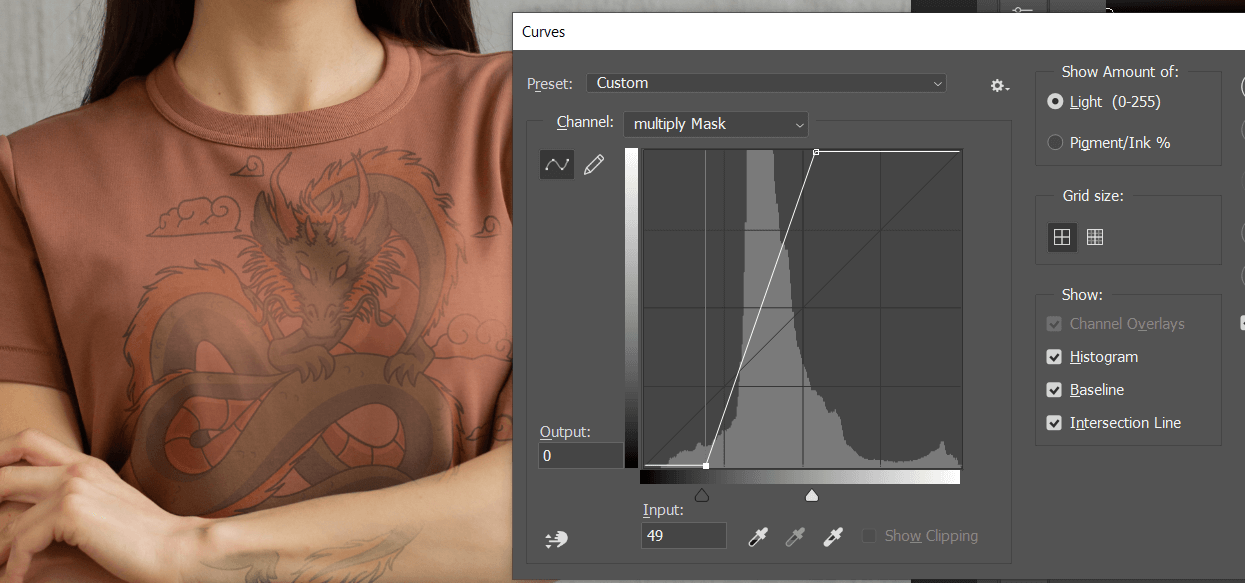 Curves
Preset: Custom
Channel: multiply Mask
Output:
0
Input:
49
Show Clipping
Show Amount of:
Light (0-255)
Pigment/Ink %
Grid size:
Show:
Channel Overlays
Histogram
Baseline
Intersection Line